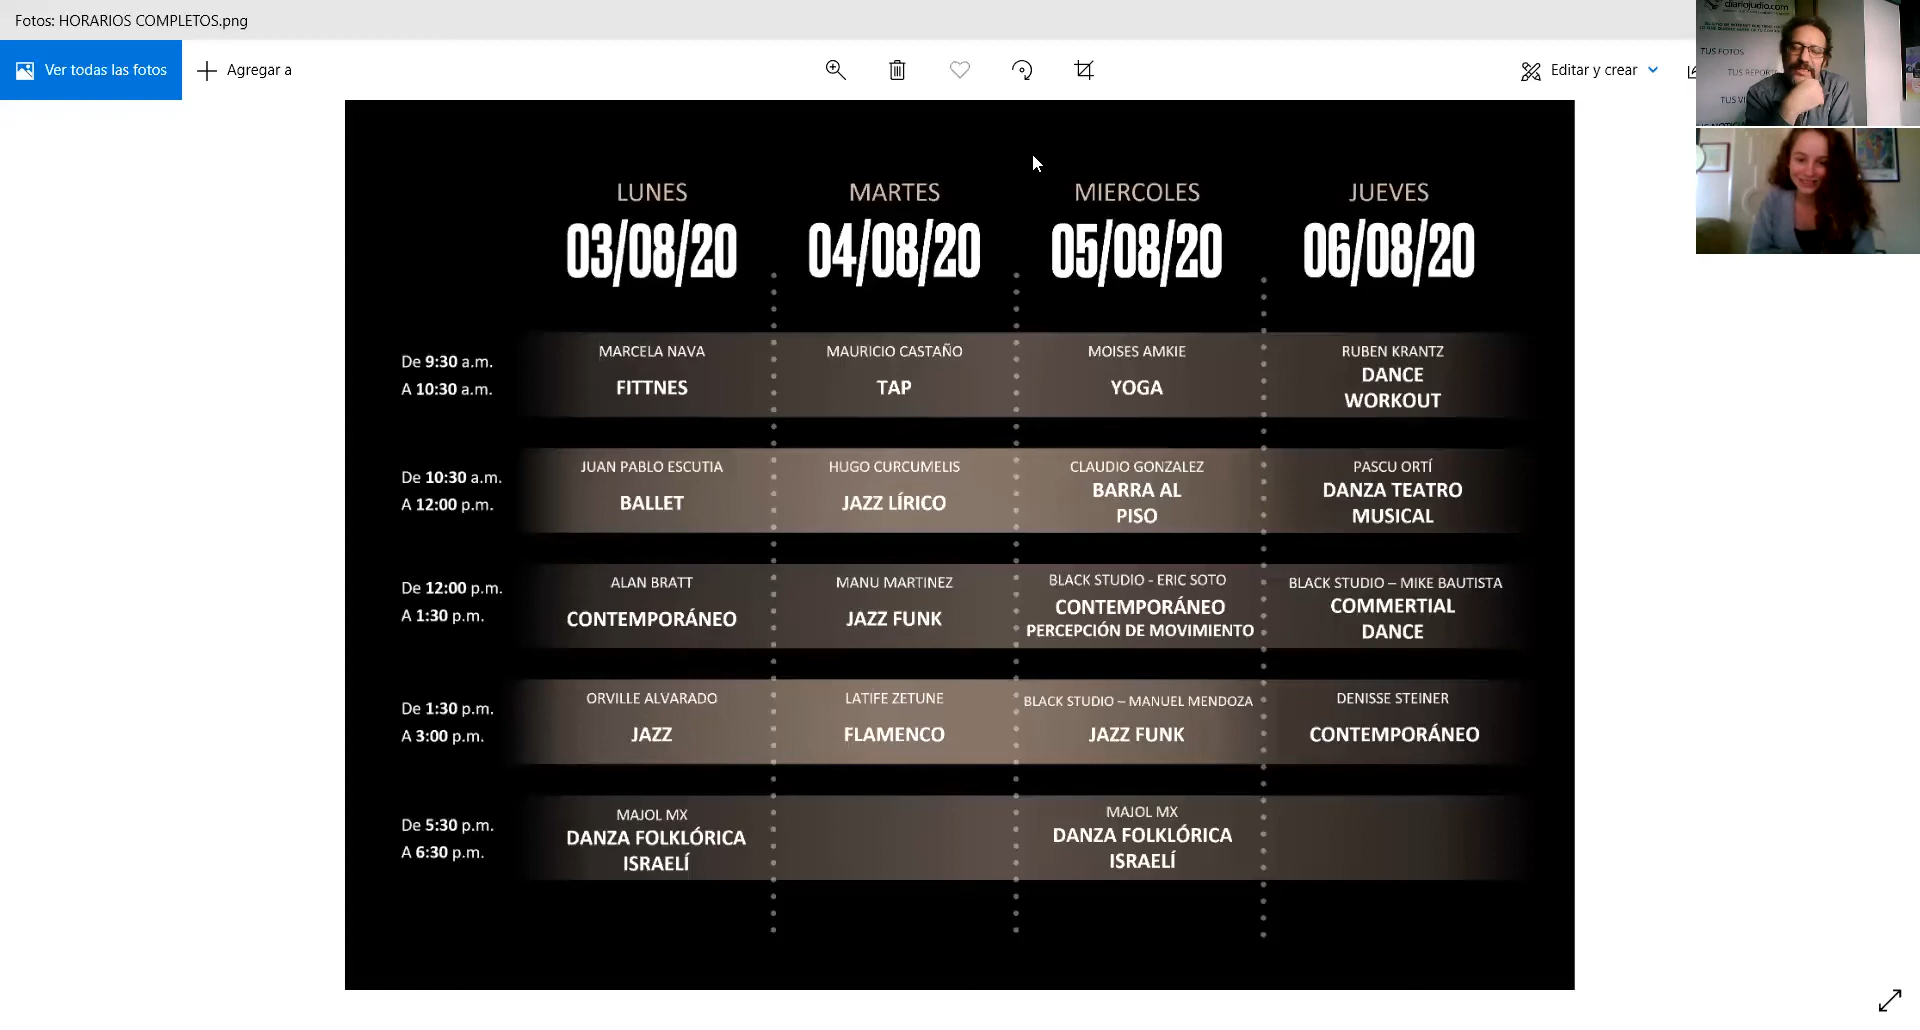 Fotos: HORARIOS COMPLETOS.png
Ver todas las fotos
Agregar a
Editar y crear
diariojudio.com
TUS FOTOS
LUNES MARTES MIERCOLES JUEVES
03/08/20 04/08/20 05/08/20 06/08/20
De 9:30 a.m.
A 10:30 a.m.
MARCELA NAVA
FITTNES
MAURICIO CASTAÑO
TAP
MOISES AMKIE
YOGA
RUBEN KRANTZ
DANCE
WORKOUT
De 10:30 a.m.
A 12:00 p.m.
JUAN PABLO ESCUTIA
BALLET
HUGO CURCUMELIS
JAZZ LÍRICO
CLAUDIO GONZALEZ
BARRA AL
PISO
PASCU ORTÍ
DANZA TEATRO
MUSICAL
De 12:00 p.m.
A 1:30 p.m.
ALAN BRATT
CONTEMPORÁNEO
MANU MARTINEZ
JAZZ FUNK
BLACK STUDIO - ERIC SOTO
CONTEMPORÁNEO
PERCEPCIÓN DE MOVIMIENTO
BLACK STUDIO – MIKE BAUTISTA
COMMERTIAL
DANCE
De 1:30 p.m.
A 3:00 p.m.
ORVILLE ALVARADO
JAZZ
LATIFE ZETUNE
FLAMENCO
BLACK STUDIO – MANUEL MENDOZA
JAZZ FUNK
DENISSE STEINER
CONTEMPORÁNEO
De 5:30 p.m.
A 6:30 p.m.
MAJOL MX
DANZA FOLKLÓRICA
ISRAELÍ
MAJOL MX
DANZA FOLKLÓRICA
ISRAELÍ